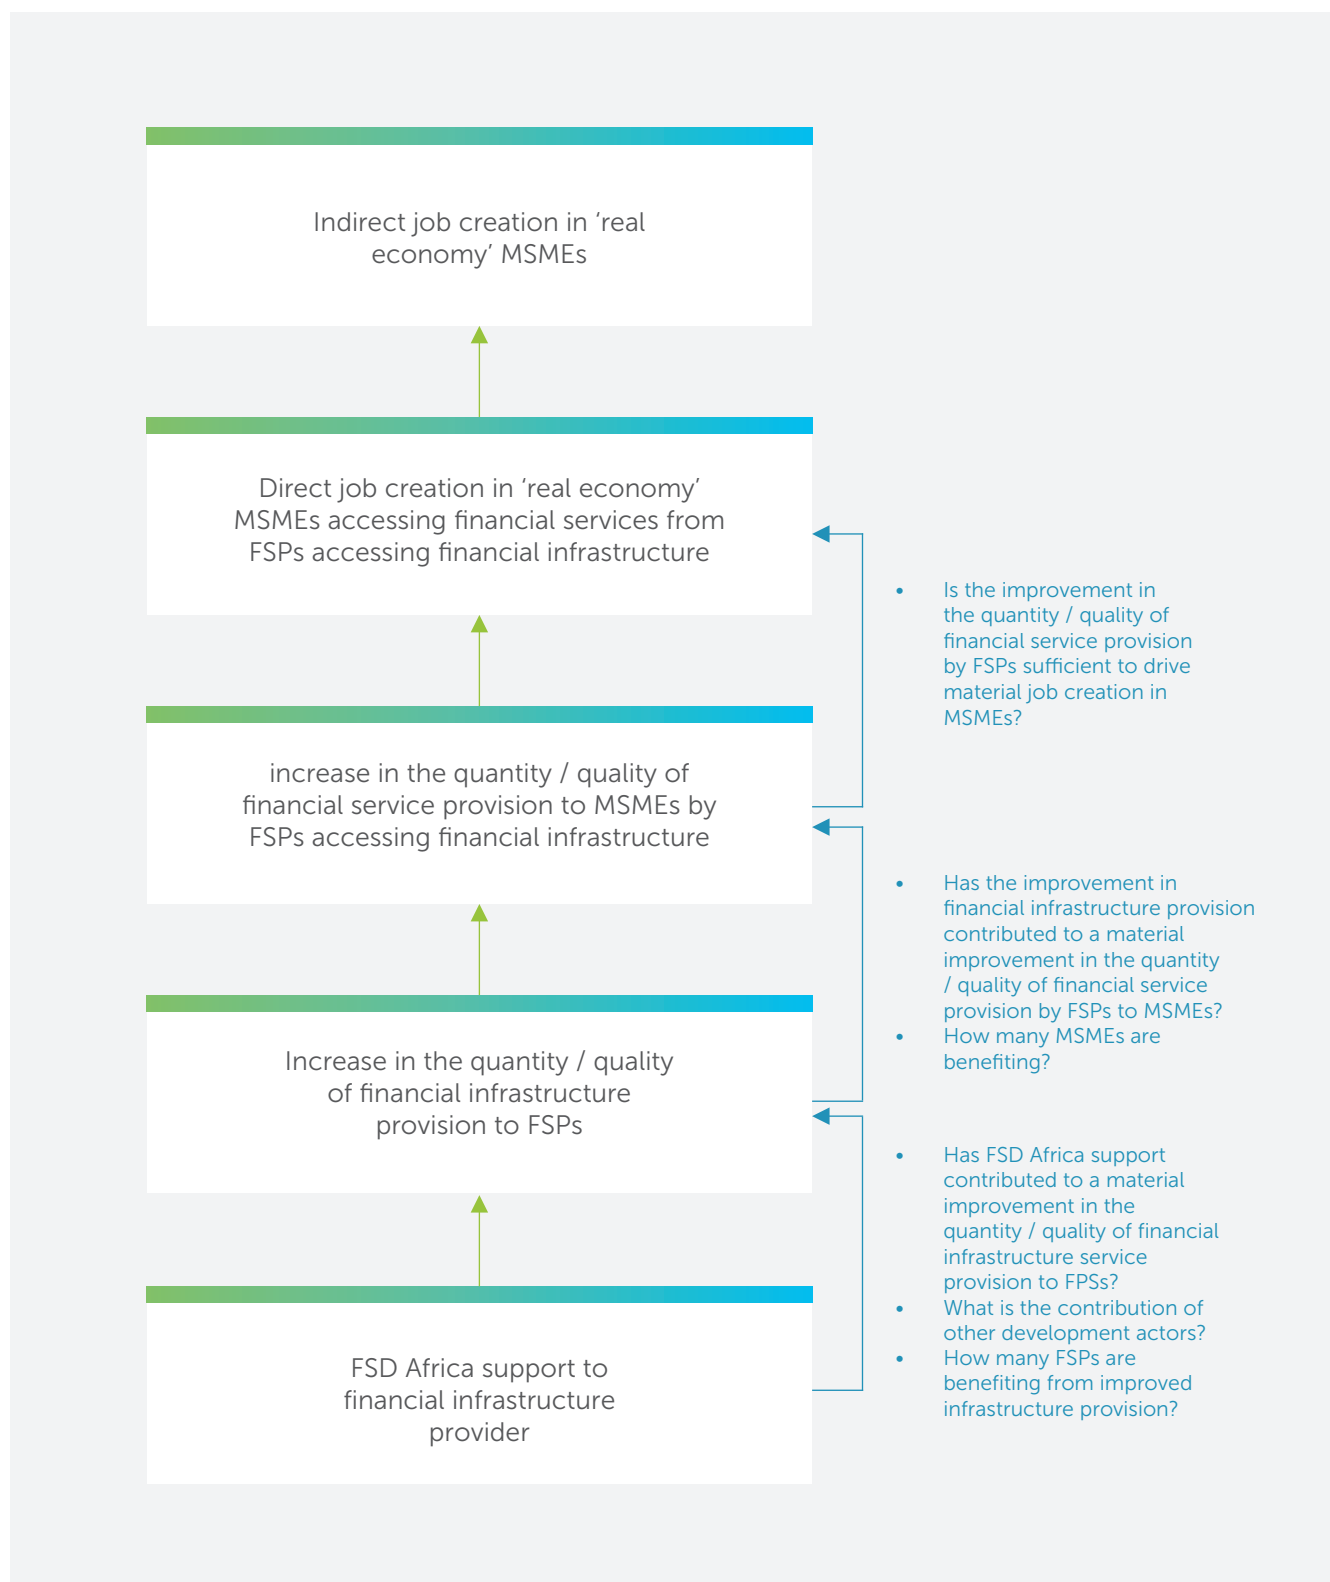 Indirect job creation in ‘real
economy’ MSMEs
Direct job creation in ‘real economy’
MSMEs accessing financial services from
FSPs accessing financial infrastructure
• Is the improvement in
the quantity / quality of
financial service provision
by FSPs sufficient to drive
material job creation in
MSMEs?
increase in the quantity / quality of
financial service provision to MSMEs by
FSPs accessing financial infrastructure
• Has the improvement in
financial infrastructure provision
contributed to a material
improvement in the quantity
/ quality of financial service
provision by FSPs to MSMEs?
• How many MSMEs are
benefiting?
Increase in the quantity / quality
of financial infrastructure
provision to FSPs
• Has FSD Africa support
contributed to a material
improvement in the
quantity / quality of financial
infrastructure service
provision to FPSs?
• What is the contribution of
other development actors?
• How many FSPs are
benefiting from improved
infrastructure provision?
FSD Africa support to
financial infrastructure
provider